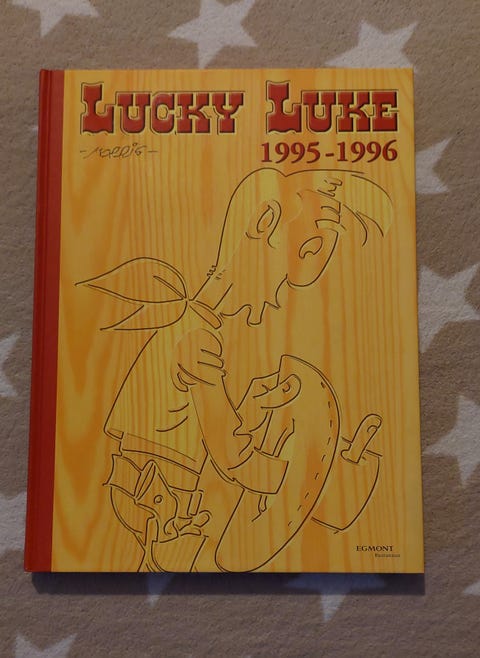 LUCKY LUKE
-MORRIS-
1995-1996
EGMONT